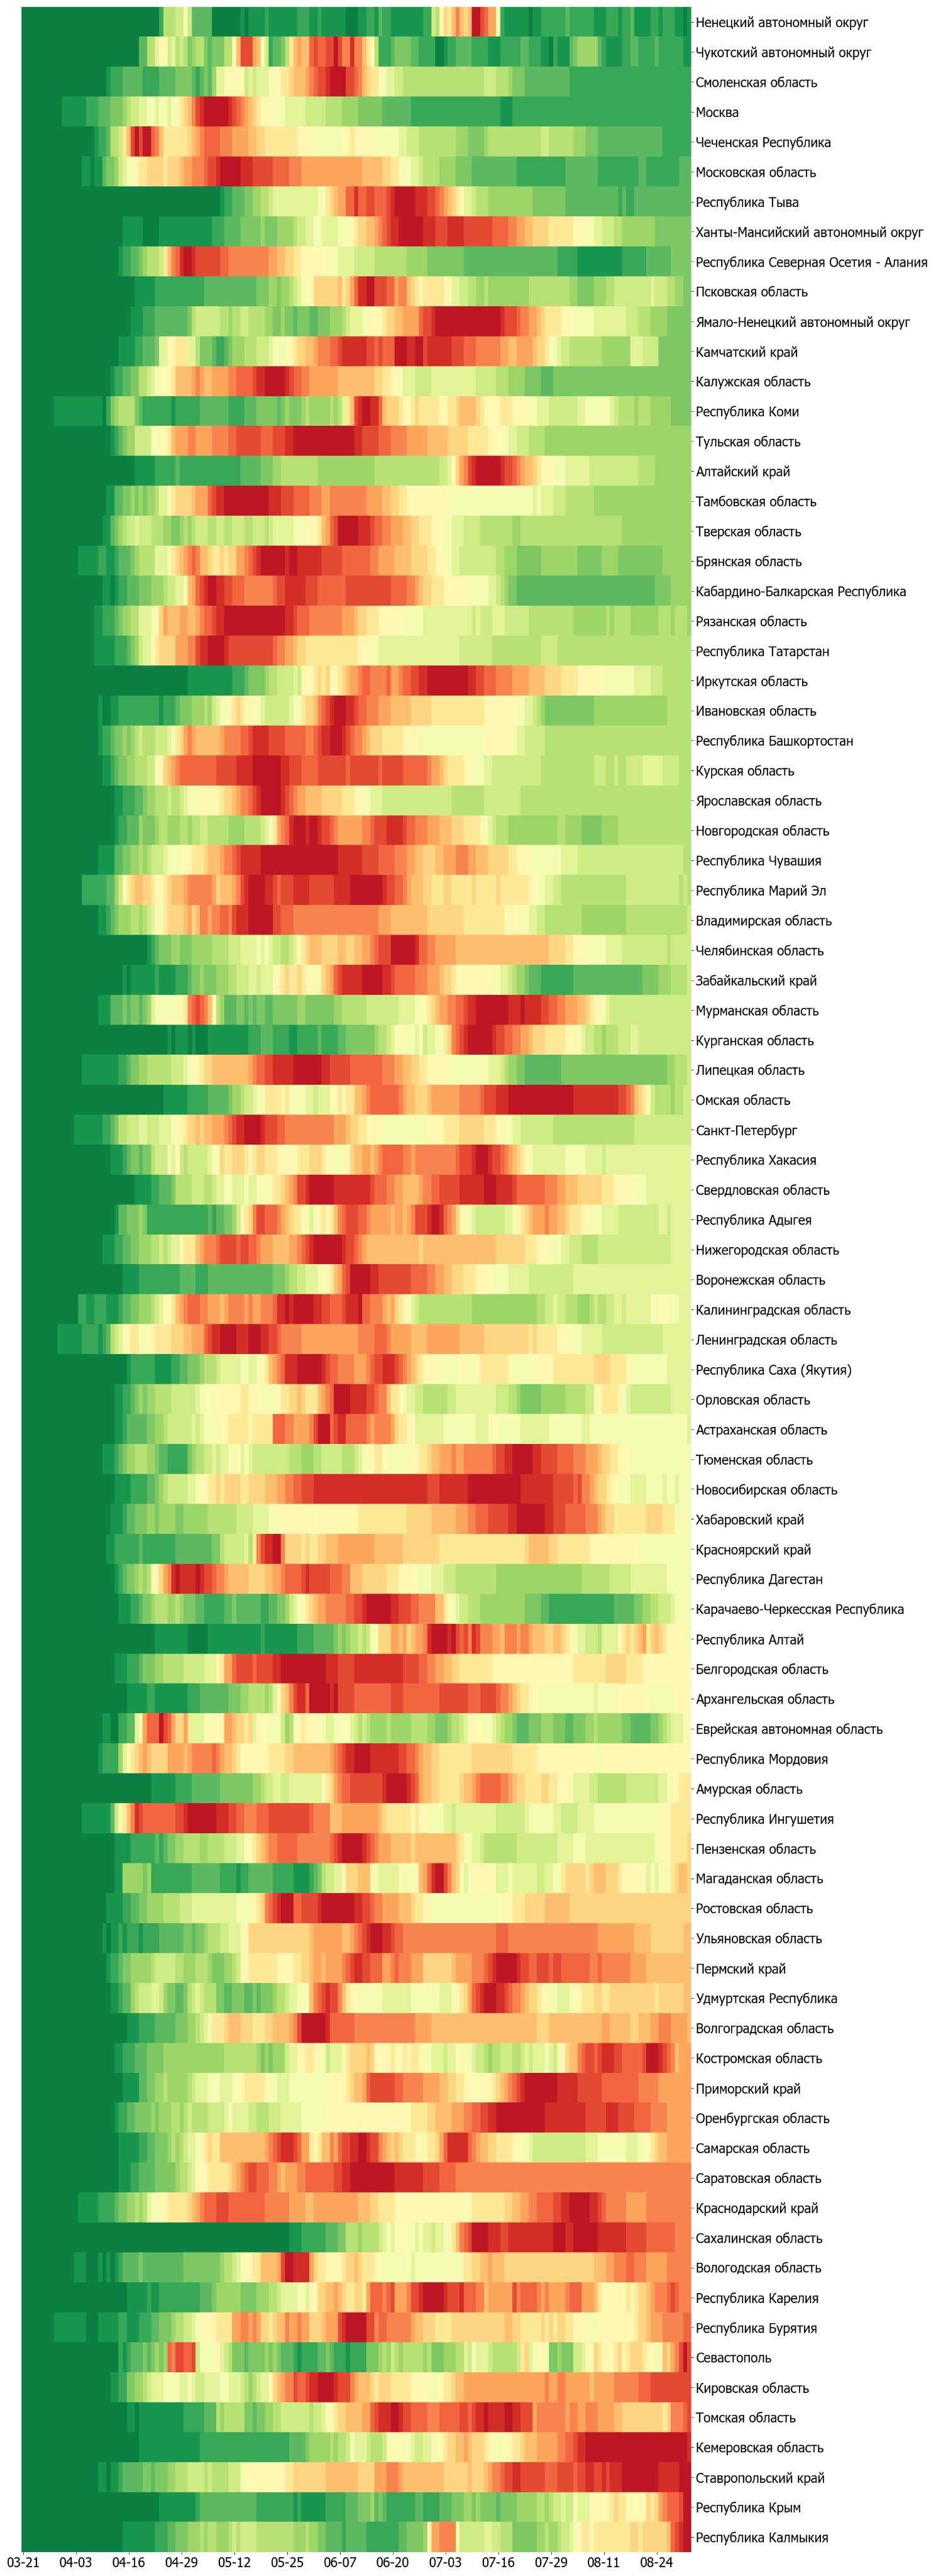 Ненецкий автономный округ
Чукотский автономный округ
Смоленская область
Москва
Чеченская Республика
Московская область
Республика Тыва
Ханты-Мансийский автономный округ
Республика Северная Осетия - Алания
Псковская область
Ямало-Ненецкий автономный округ
Камчатский край
Калужская область
Республика Коми
Тульская область
Алтайский край
Тамбовская область
Тверская область
Брянская область
Кабардино-Балкарская Республика
Рязанская область
Республика Татарстан
Иркутская область
Ивановская область
Республика Башкортостан
Курская область
Ярославская область
Новгородская область
Республика Чувашия
Республика Марий Эл
Владимирская область
Челябинская область
Забайкальский край
Мурманская область
Курганская область
Липецкая область
Омская область
Санкт-Петербург
Республика Хакасия
Свердловская область
Республика Адыгея
Нижегородская область
Воронежская область
Калининградская область
Ленинградская область
Республика Саха (Якутия)
Орловская область
Астраханская область
Тюменская область
Новосибирская область
Хабаровский край
Красноярский край
Республика Дагестан
Карачаево-Черкесская Республика
Республика Алтай
Белгородская область
Архангельская область
Еврейская автономная область
Республика Мордовия
Амурская область
Республика Ингушетия
Пензенская область
Магаданская область
Ростовская область
Ульяновская область
Пермский край
Удмуртская Республика
Волгоградская область
Костромская область
Приморский край
Оренбургская область
Самарская область
Саратовская область
Краснодарский край
Сахалинская область
Вологодская область
Республика Карелия
Республика Бурятия
Севастополь
Кировская область
Томская область
Кемеровская область
Ставропольский край
Республика Крым
Республика Калмыкия
03-21 04-03 04-16 04-29 05-12 05-25 06-07 06-20 07-03 07-16 07-29 08-11 08-24